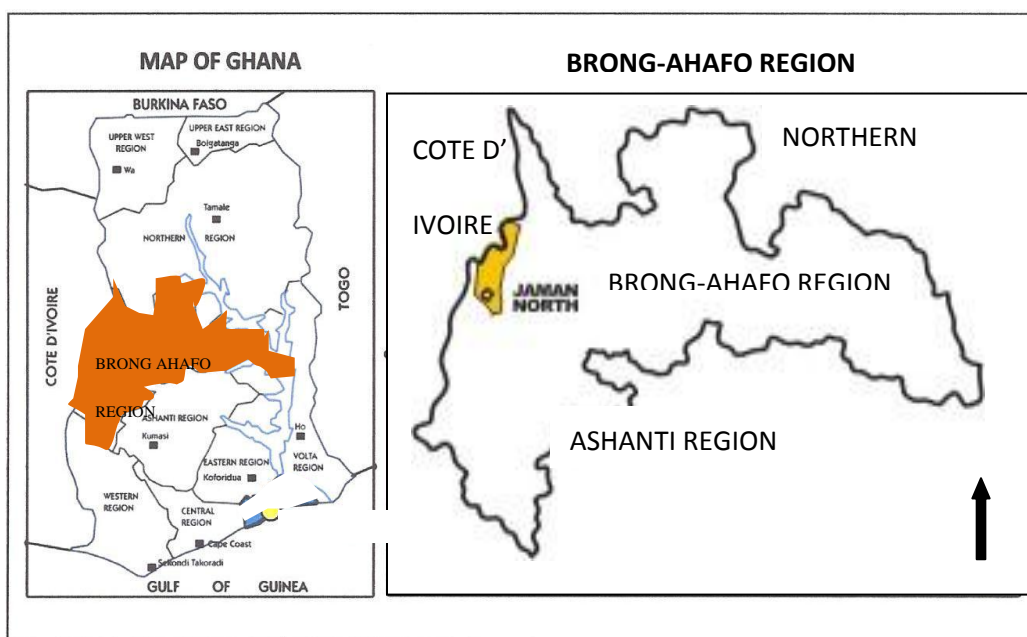 MAP OF GHANA
BURKINA FASO
UPPER WEST
REGION
Wa
UPPER EAST REGION
Bolgatanga
Tamale
NORTHERN
REGION
COTE D'IVOIRE
TOGO
BRONG AHAFO
REGION
ASHANTI REGION
Kumasi
Ho
VOLTA
REGION
EASTERN REGION
Koforidua
WESTERN
REGION
CENTRAL
REGION
Cape Coast
Sekondi Takoradi
GULF OF GUINEA
BRONG-AHAFO REGION
COTE D'
IVOIRE
NORTHERN
JAMAN
NORTH
BRONG-AHAFO REGION
ASHANTI REGION